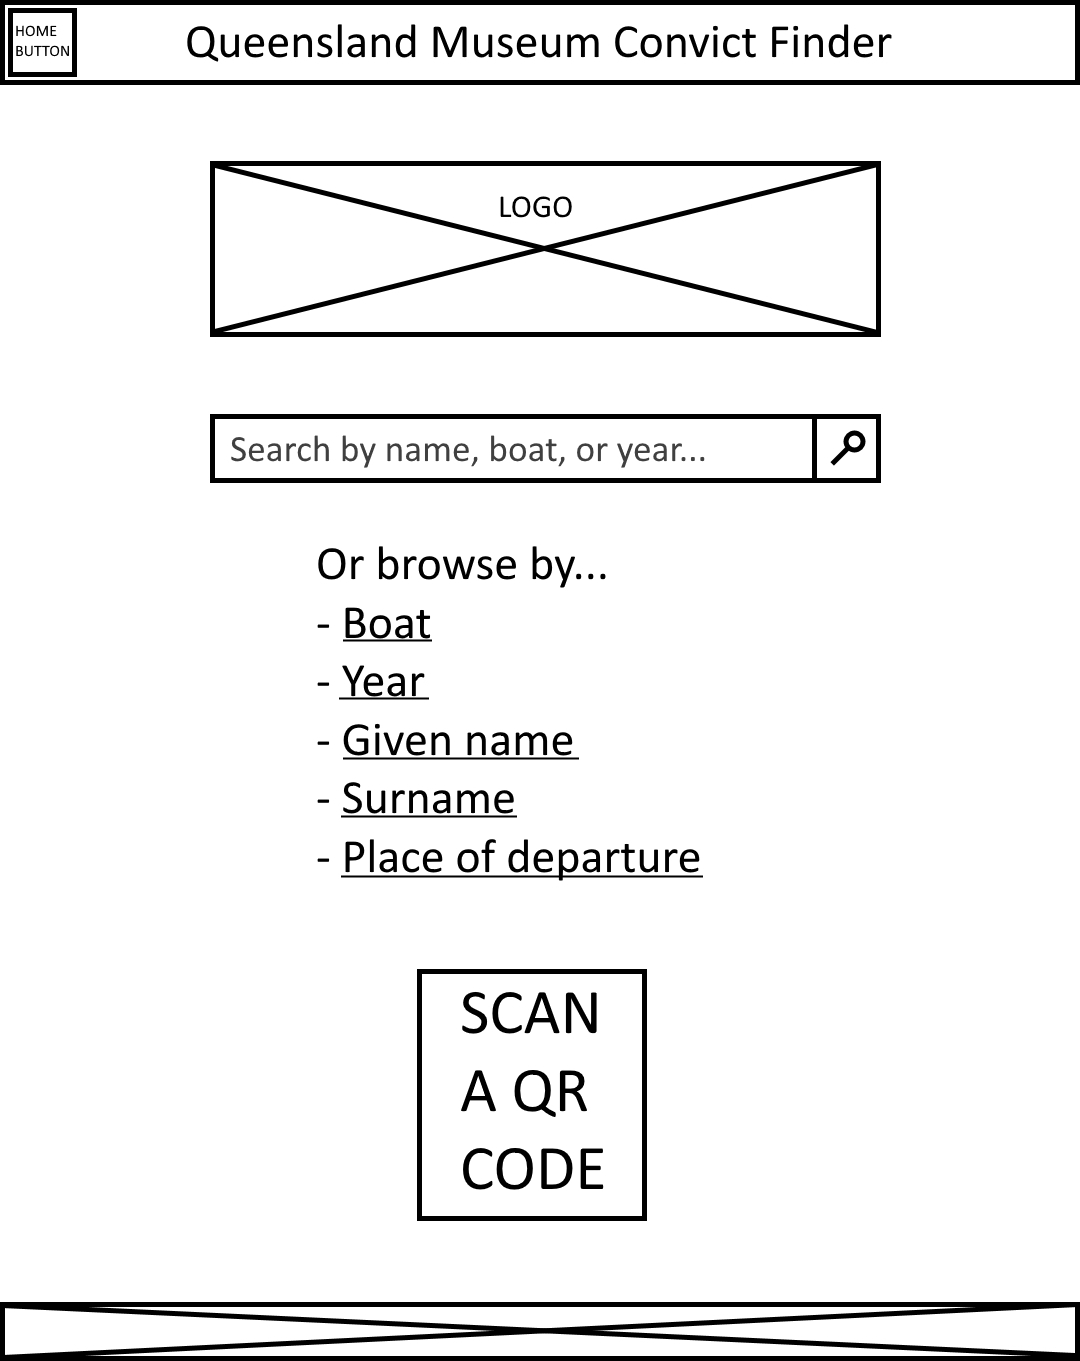 HOME
BUTTON
Queensland Museum Convict Finder
LOGO
Search by name, boat, or year...
Or browse by...
- Boat
- Year
- Given name
- Surname
- Place of departure
SCAN
A QR
CODE